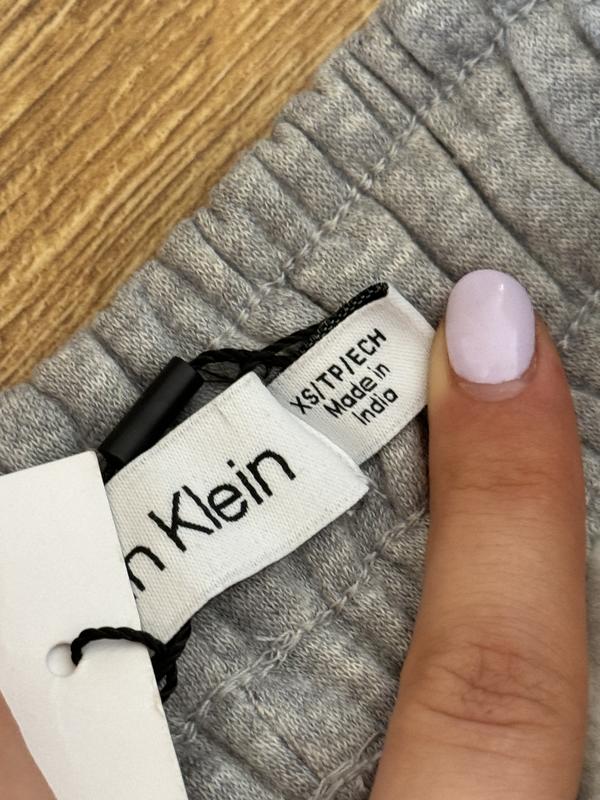 n Klein
XS/TP/ECH
Made in
India